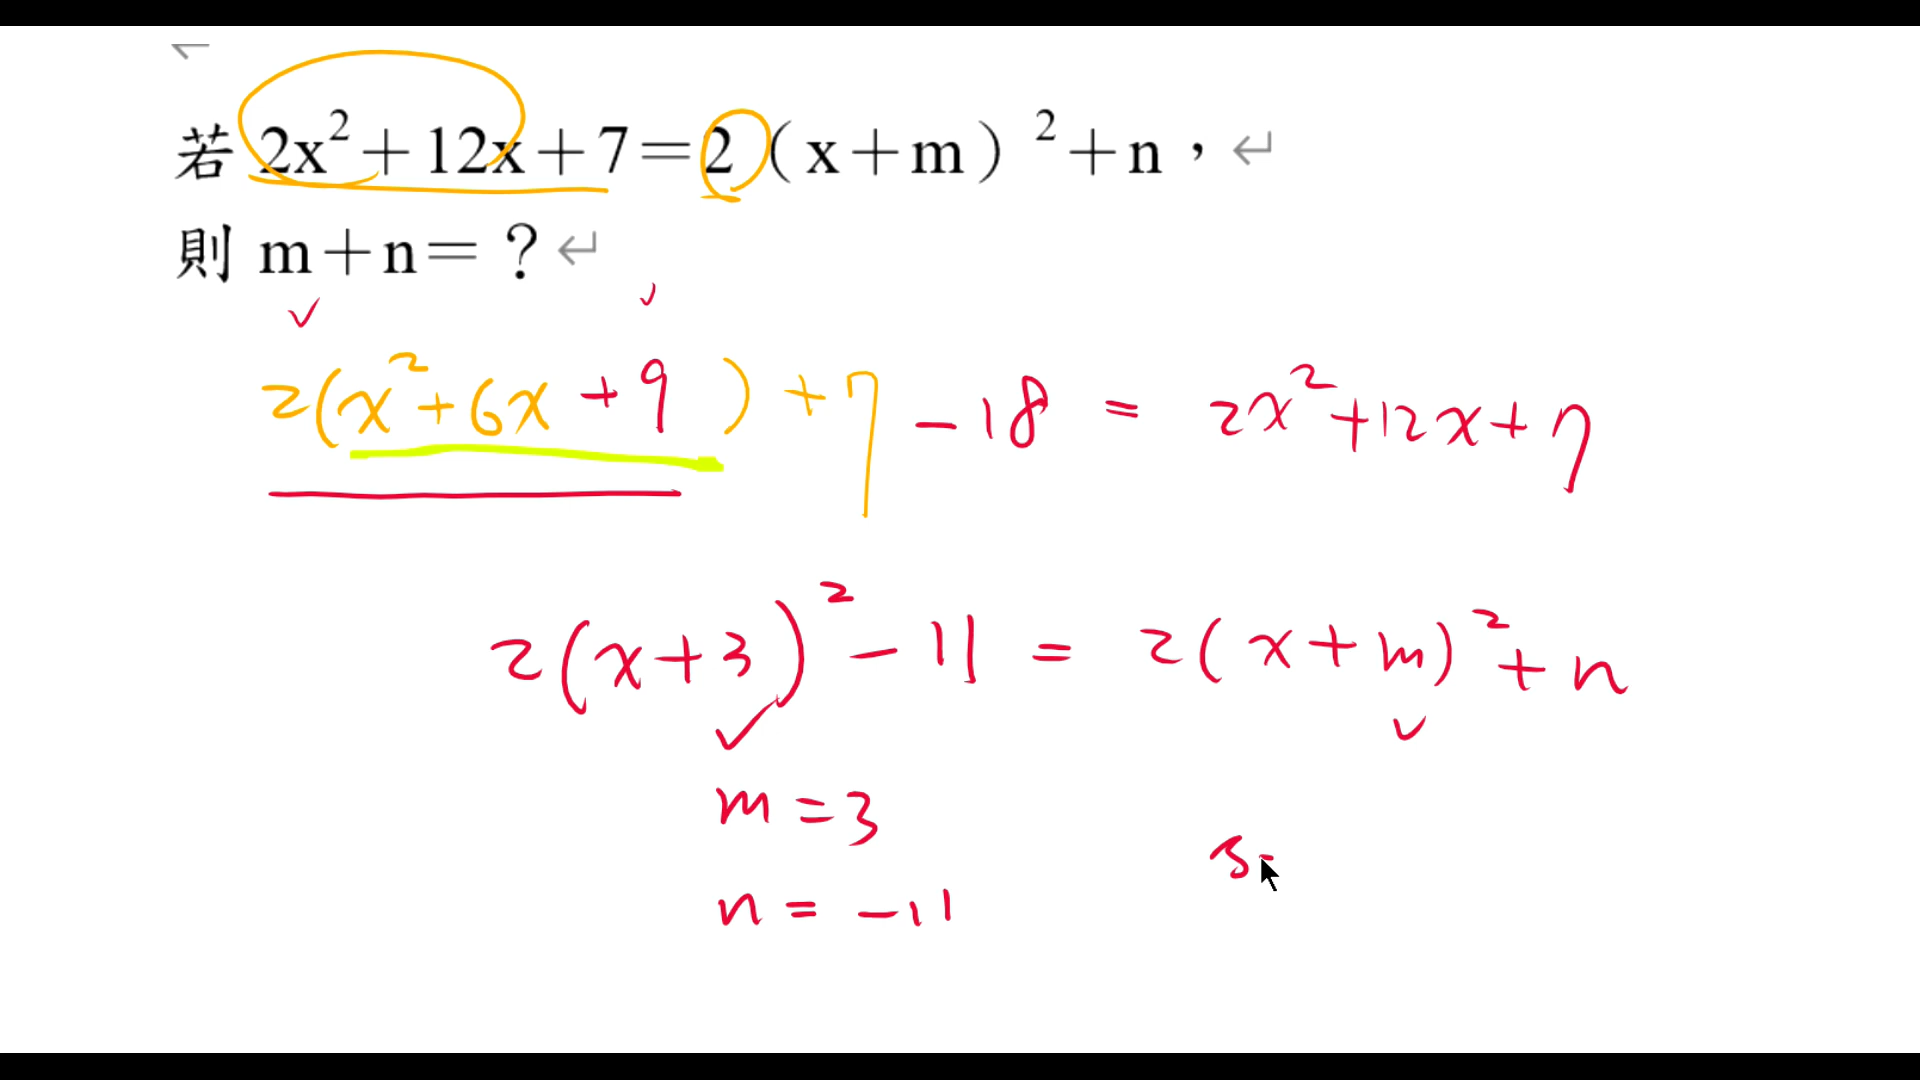 若 2x²+12x+7=2（x+m）²+n，
則 m+n=？
2(x²+6x+9)+7-18=2x²+12x+7
2(x+3)²-11=2(x+m)²+n
m=3
3-
n=-11